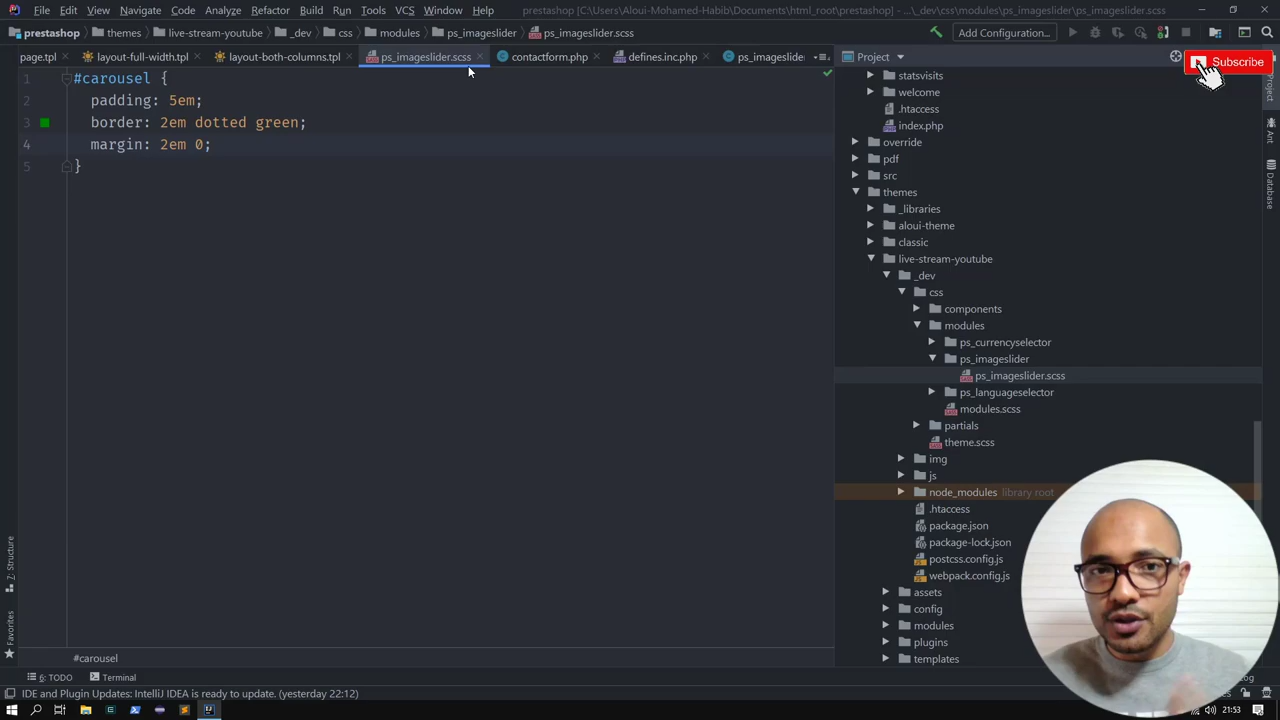 File Edit View Navigate Code Analyze Refactor Build Run Tools VCS Window Help prestashop [C:\Users\Aloui-Mohamed-Habib\Documents\html_root\prestashop] - ...\_dev\css\modules\ps_imageslider\ps_imageslider.scss
prestashop themes live-stream-youtube _dev css modules ps_imageslider ps_imageslider.scss Add Configuration...
page.tpl layout-full-width.tpl layout-both-columns.tpl ps_imageslider.scss contactform.php defines.inc.php ps_imageslide Project
Subscribe
1 #carousel {
2 padding: 5em;
3 border: 2em dotted green;
4 margin: 2em 0;
5 }
statsvisits
welcome
.htaccess
index.php
override
pdf
src
themes
_libraries
aloui-theme
classic
live-stream-youtube
_dev
css
components
modules
ps_currencyselector
ps_imageslider
ps_imageslider.scss
ps_languageselector
modules.scss
partials
theme.scss
img
js
node_modules library root
.htaccess
package.json
package-lock.json
postcss.config.js
webpack.config.js
assets
config
modules
plugins
templates
Project
Ant
Database
Z: Structure
Favorites
#carousel
6: TODO Terminal
IDE and Plugin Updates: IntelliJ IDEA is ready to update. (yesterday 22:12)
21:53